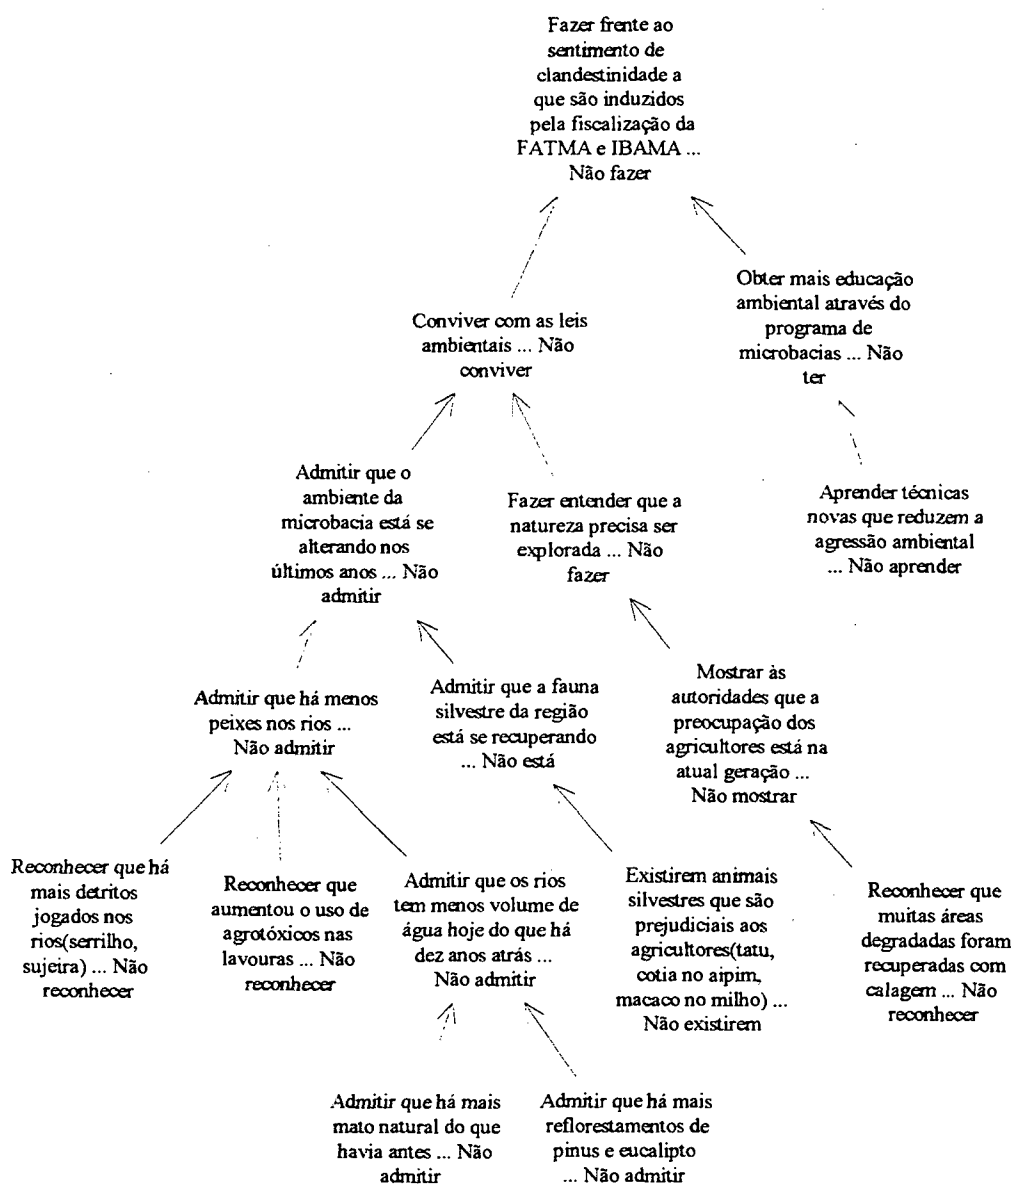 Fazer frente ao
sentimento de
clandestinidade a
que são induzidos
pela fiscalização da
FATMA e IBAMA ...
Não fazer
Obter mais educação
ambiental através do
programa de
microbacias ... Não
ter
Conviver com as leis
ambientais ... Não
conviver
Admitir que o
ambiente da
microbacia está se
alterando nos
últimos anos ... Não
admitir
Fazer entender que a
natureza precisa ser
explorada ... Não
fazer
Aprender técnicas
novas que reduzem a
agressão ambiental
... Não aprender
Admitir que há menos
peixes nos rios ...
Não admitir
Admitir que a fauna
silvestre da região
está se recuperando
... Não está
Mostrar às
autoridades que a
preocupação dos
agricultores está na
atual geração ...
Não mostrar
Reconhecer que há
mais detritos
jogados nos
rios(serrilho,
sujeira) ... Não
reconhecer
Reconhecer que
aumentou o uso de
agrotóxicos nas
lavouras ... Não
reconhecer
Admitir que os rios
tem menos volume de
água hoje do que há
dez anos atrás ...
Não admitir
Existirem animais
silvestres que são
prejudiciais aos
agricultores(tatu,
cotia no aipim,
macaco no milho) ...
Não existirem
Reconhecer que
muitas áreas
degradadas foram
recuperadas com
calagem ... Não
reconhecer
Admitir que há mais
mato natural do que
havia antes ... Não
admitir
Admitir que há mais
reflorestamentos de
pinus e eucalipto
... Não admitir